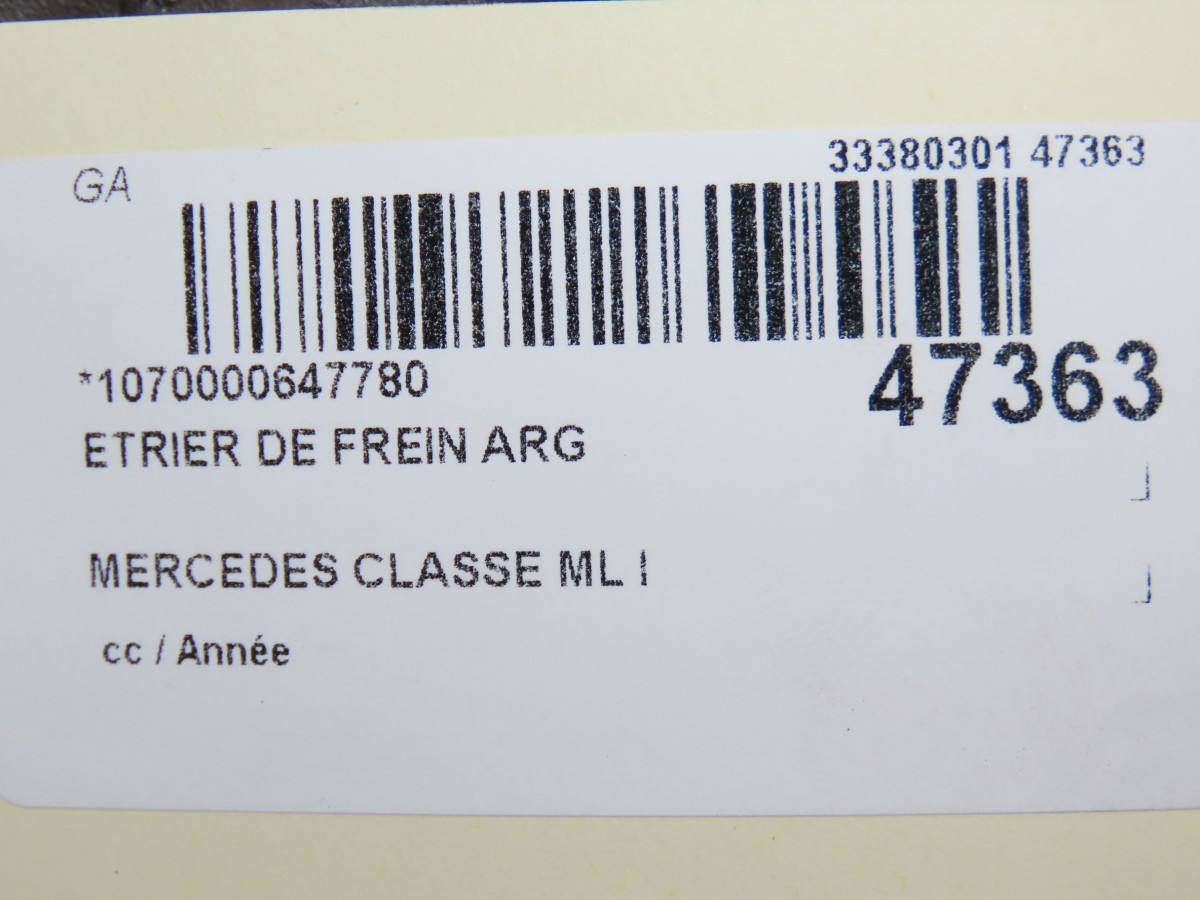 GA
33380301 47363
*1070000647780
47363
ETRIER DE FREIN ARG
MERCEDES CLASSE ML I
cc / Année